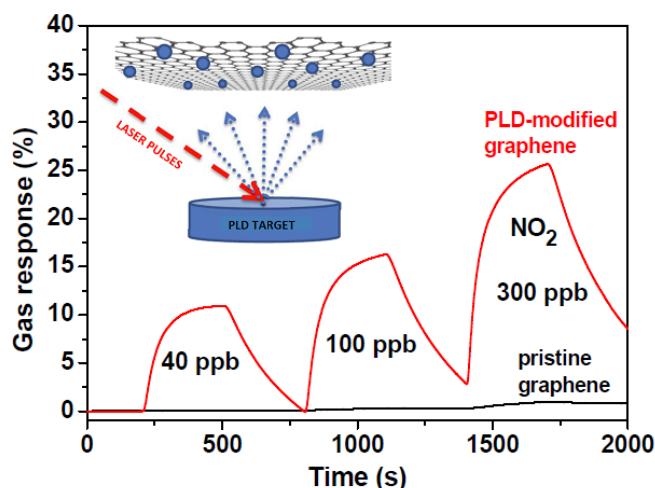 40
35
30
25
20
15
10
5
0
Gas response (%)
LASER PULSES
PLD TARGET
PLD-modified
graphene
NO₂
300 ppb
100 ppb
40 ppb
pristine
graphene
0 500 1000 1500 2000
Time (s)